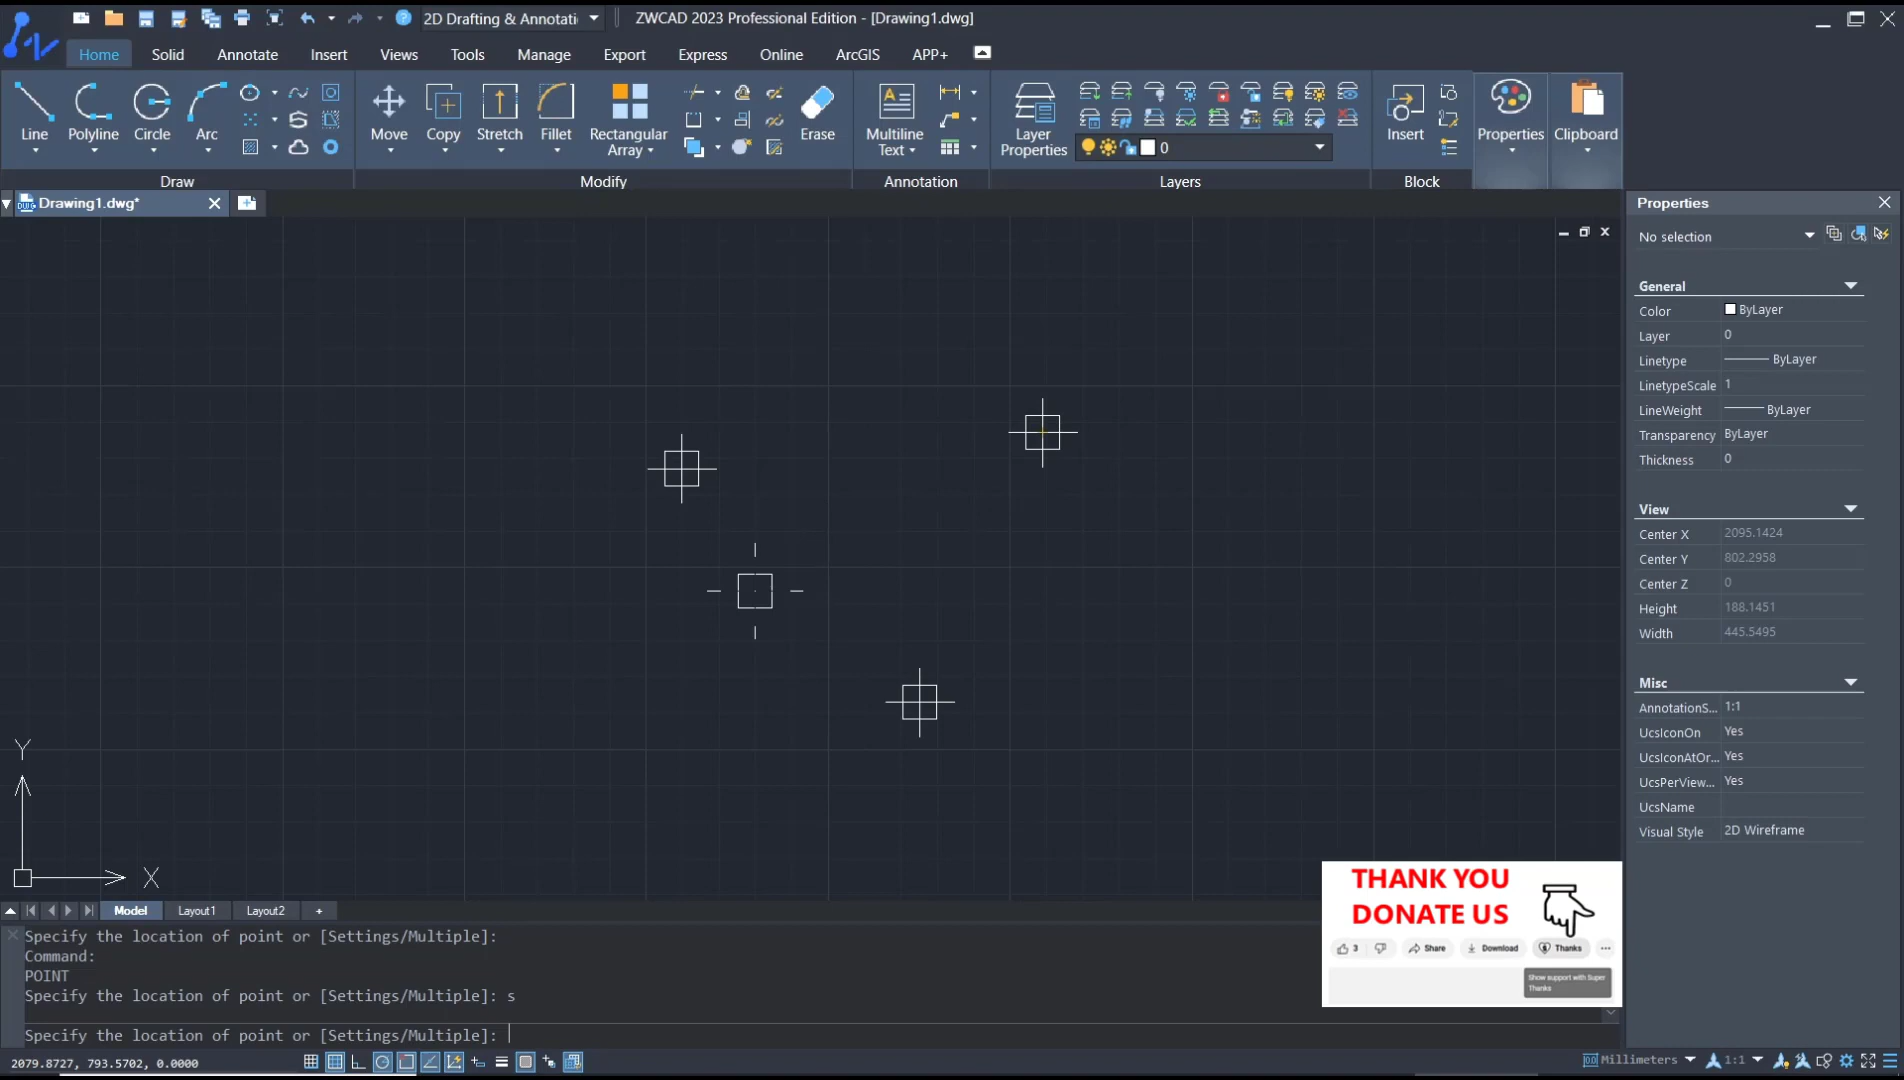 2D Drafting & Annotati
ZWCAD 2023 Professional Edition - [Drawing1.dwg]
Home Solid Annotate Insert Views Tools Manage Export Express Online ArcGIS APP+
Line Polyline Circle Arc
Move Copy Stretch Fillet Rectangular Array Erase
Multiline Text
Layer Properties
0
Insert Properties Clipboard
Draw Modify Annotation Layers Block
Drawing1.dwg*
Properties
No selection
General
Color ByLayer
Layer 0
Linetype ByLayer
LinetypeScale 1
LineWeight ByLayer
Transparency ByLayer
Thickness 0
View
Center X 2095.1424
Center Y 802.2958
Center Z 0
Height 188.1451
Width 445.5495
Misc
AnnotationS... 1:1
UcsIconOn Yes
UcsIconAtOr... Yes
UcsPerView... Yes
UcsName
Visual Style 2D Wireframe
Y
X
THANK YOU
DONATE US
3 Share Download Thanks
Show support with Super
Thanks
Model Layout1 Layout2 +
Specify the location of point or [Settings/Multiple]:
Command:
POINT
Specify the location of point or [Settings/Multiple]: s
Specify the location of point or [Settings/Multiple]:
2079.8727, 793.5702, 0.0000
Millimeters 1:1